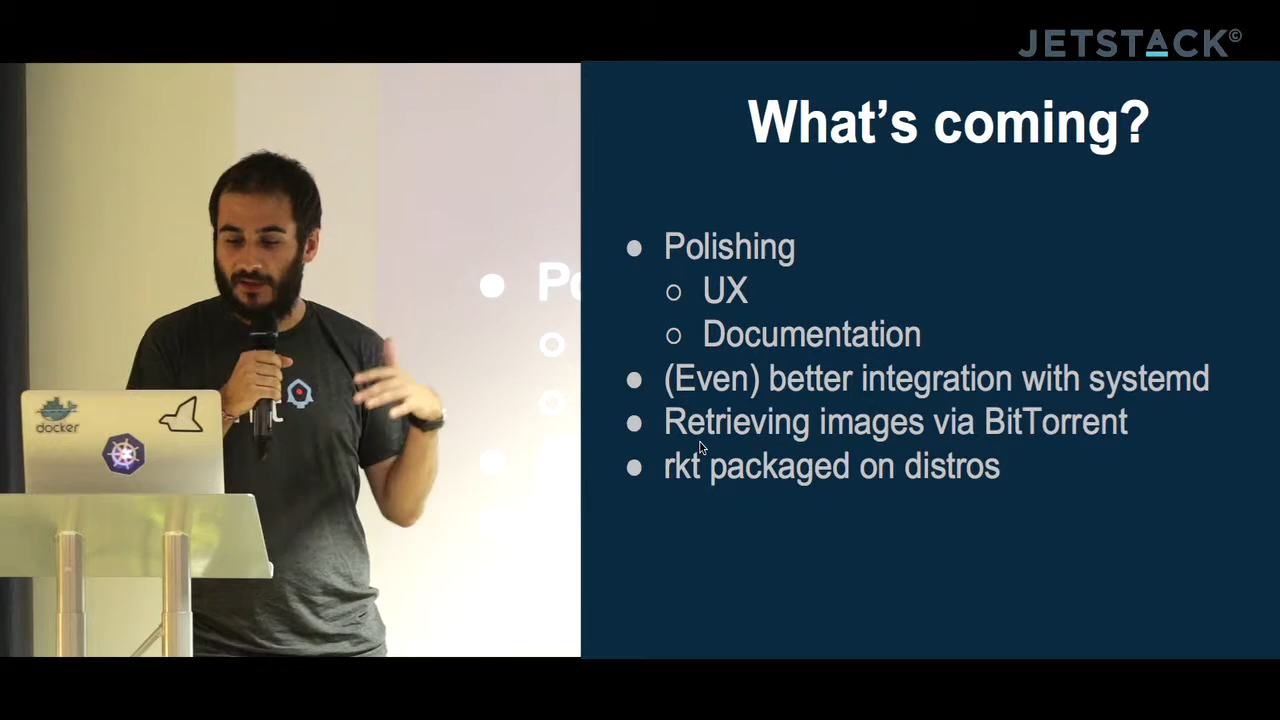 JETSTACK©
What's coming?
● Polishing
○ UX
○ Documentation
● (Even) better integration with systemd
● Retrieving images via BitTorrent
● rkt packaged on distros
docker